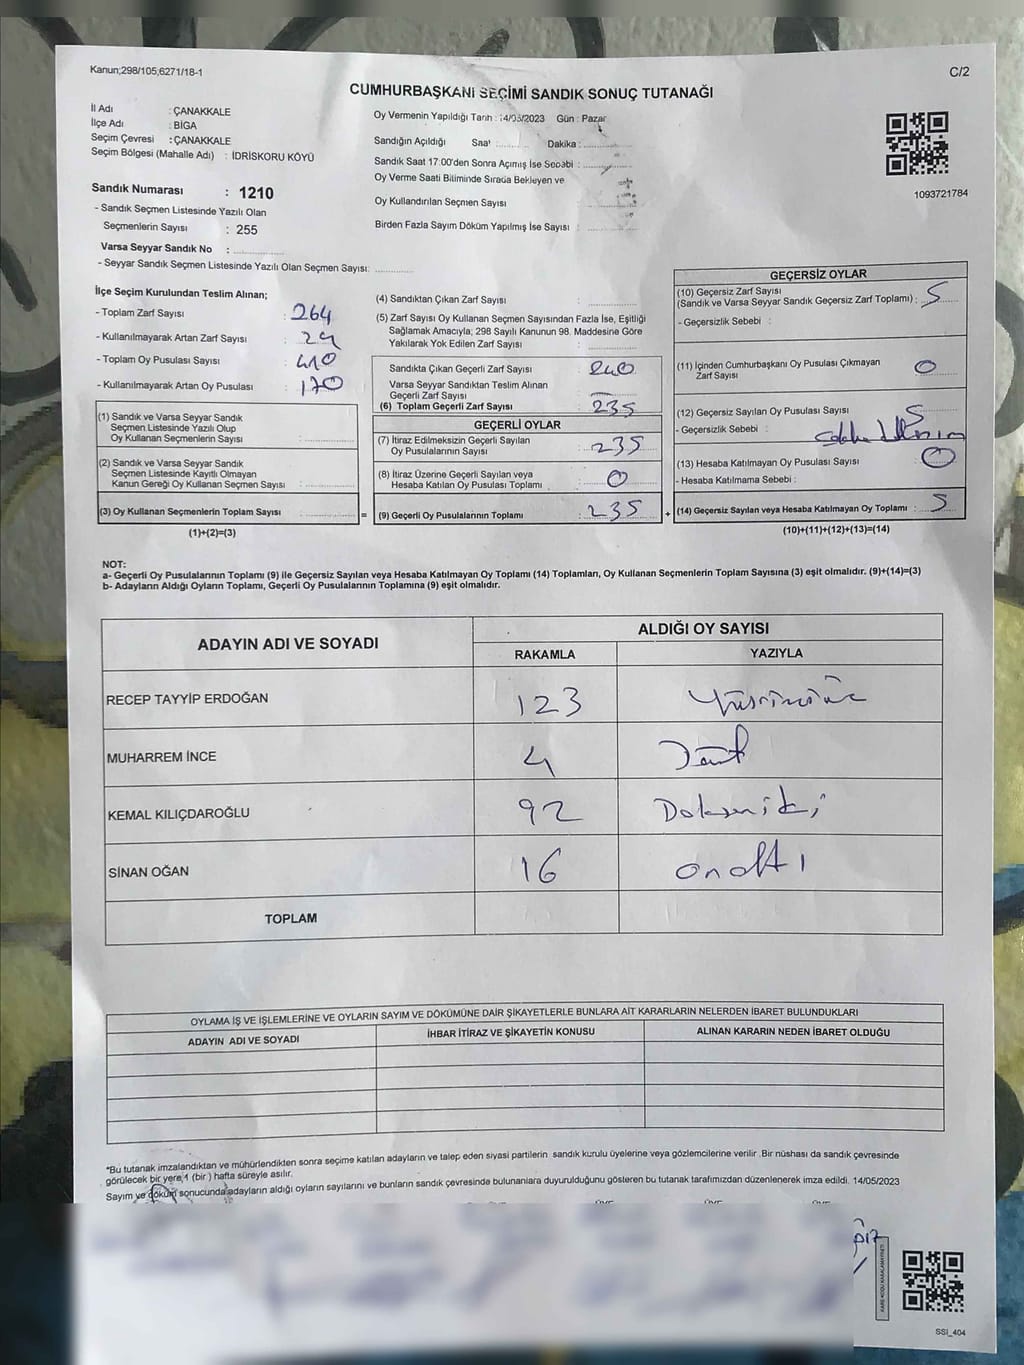 Kanun;298/105;6271/18-1
C/2
CUMHURBAŞKANI SEÇİMİ SANDIK SONUÇ TUTANAĞI
İl Adı : ÇANAKKALE
İlçe Adı : BİGA
Seçim Çevresi : ÇANAKKALE
Seçim Bölgesi (Mahalle Adı) : İDRİSKORU KÖYÜ
Sandık Numarası : 1210
- Sandık Seçmen Listesinde Yazılı Olan
Seçmenlerin Sayısı : 255
Varsa Seyyar Sandık No :
- Seyyar Sandık Seçmen Listesinde Yazılı Olan Seçmen Sayısı:
Oy Vermenin Yapıldığı Tarih : 14/05/2023 Gün : Pazar
Sandığın Açıldığı Saat Dakika :
Sandık Saat 17:00'den Sonra Açımış İse Sebabi :
Oy Verme Saati Bitiminde Sırada Bekleyen ve
Oy Kullandırılan Seçmen Sayısı
Birden Fazla Sayım Döküm Yapılmış İse Sayısı :
1093721784
İlçe Seçim Kurulundan Teslim Alınan;
- Toplam Zarf Sayısı : 264
- Kullanılmayarak Artan Zarf Sayısı : 24
- Toplam Oy Pusulası Sayısı : 410
- Kullanılmayarak Artan Oy Pusulası : 170
(1) Sandık ve Varsa Seyyar Sandık
Seçmen Listesinde Yazılı Olup
Oy Kullanan Seçmenlerin Sayısı :
(2) Sandık ve Varsa Seyyar Sandık
Seçmen Listesinde Kayıtlı Olmayan
Kanun Gereği Oy Kullanan Seçmen Sayısı :
(3) Oy Kullanan Seçmenlerin Toplam Sayısı :
(1)+(2)=(3)
=
(4) Sandıktan Çıkan Zarf Sayısı :
(5) Zarf Sayısı Oy Kullanan Seçmen Sayısından Fazla İse, Eşitliği
Sağlamak Amacıyla; 298 Sayılı Kanunun 98. Maddesine Göre
Yakılarak Yok Edilen Zarf Sayısı :
Sandıkta Çıkan Geçerli Zarf Sayısı : 240
Varsa Seyyar Sandıktan Teslim Alınan
Geçerli Zarf Sayısı :
(6) Toplam Geçerli Zarf Sayısı : 235
GEÇERLİ OYLAR
(7) İtiraz Edilmeksizin Geçerli Sayılan
Oy Pusulalarının Sayısı : 235
(8) İtiraz Üzerine Geçerli Sayılan veya
Hesaba Katılan Oy Pusulası Toplamı : 0
(9) Geçerli Oy Pusulalarının Toplamı : 235
+
GEÇERSİZ OYLAR
(10) Geçersiz Zarf Sayısı
(Sandık ve Varsa Seyyar Sandık Geçersiz Zarf Toplamı) : 5
- Geçersizlik Sebebi :
(11) İçinden Cumhurbaşkanı Oy Pusulası Çıkmayan
Zarf Sayısı : 0
(12) Geçersiz Sayılan Oy Pusulası Sayısı : 5
- Geçersizlik Sebebi :
(13) Hesaba Katılmayan Oy Pusulası Sayısı : 0
- Hesaba Katılmama Sebebi :
(14) Geçersiz Sayılan veya Hesaba Katılmayan Oy Toplamı : 5
(10)+(11)+(12)+(13)=(14)
NOT:
a- Geçerli Oy Pusulalarının Toplamı (9) ile Geçersiz Sayılan veya Hesaba Katılmayan Oy Toplamı (14) Toplamları, Oy Kullanan Seçmenlerin Toplam Sayısına (3) eşit olmalıdır. (9)+(14)=(3)
b- Adayların Aldığı Oyların Toplamı, Geçerli Oy Pusulalarının Toplamına (9) eşit olmalıdır.
ADAYIN ADI VE SOYADI
ALDIĞI OY SAYISI
RAKAMLA YAZIYLA
RECEP TAYYİP ERDOĞAN 123 Yüzyirmiüç
MUHARREM İNCE 4 Dört
KEMAL KILIÇDAROĞLU 92 Doksaniki
SİNAN OĞAN 16 Onaltı
TOPLAM
OYLAMA İŞ VE İŞLEMLERİNE VE OYLARIN SAYIM VE DÖKÜMÜNE DAİR ŞİKAYETLERLE BUNLARA AİT KARARLARIN NELERDEN İBARET BULUNDUKLARI
ADAYIN ADI VE SOYADI İHBAR İTİRAZ VE ŞİKAYETİN KONUSU ALINAN KARARIN NEDEN İBARET OLDUĞU
*Bu tutanak imzalandıktan ve mühürlendikten sonra seçime katılan adayların ve talep eden siyasi partilerin sandık kurulu üyelerine veya gözlemcilerine verilir .Bir nüshası da sandık çevresinde
görülecek bir yere 1 (bir ) hafta süreyle asılır.
Sayım ve döküm sonucunda adayların aldığı oyların sayılarını ve bunların sandık çevresinde bulunanlara duyurulduğunu gösteren bu tutanak tarafımızdan düzenlenerek imza edildi. 14/05/2023
SSI_404